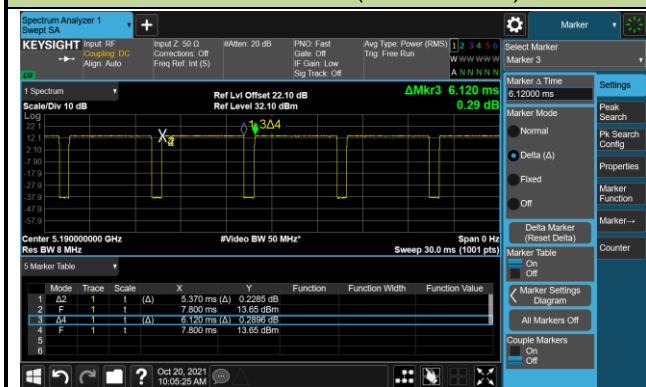 Spectrum Analyzer 1
Swept SA
+
Marker
KEYSIGHT
Input: RF
Coupling: DC
Align: Auto
Input Z: 50 Ω
Corrections: Off
Freq Ref: Int (S)
#Atten: 20 dB
PNO: Fast
Gate: Off
IF Gain: Low
Sig Track: Off
Avg Type: Power (RMS)
Trig: Free Run
1 2 3 4 5 6
W W W W W W
A N N N N N
Select Marker
Marker 3
LW
1 Spectrum
Scale/Div 10 dB
Ref Lvl Offset 22.10 dB
Ref Level 32.10 dBm
ΔMkr3 6.120 ms
0.29 dB
Log
22.1
12.1
2.10
-7.90
-17.9
-27.9
-37.9
-47.9
-57.9
3Δ4
Center 5.190000000 GHz
Res BW 8 MHz
#Video BW 50 MHz*
Span 0 Hz
Sweep 30.0 ms (1001 pts)
5 Marker Table
Mode Trace Scale X Y Function Function Width Function Value
1 Δ2 1 t (Δ) 5.370 ms (Δ) 0.2285 dB
2 F 1 t 7.800 ms 13.65 dBm
3 Δ4 1 t (Δ) 6.120 ms (Δ) 0.2896 dB
4 F 1 t 7.800 ms 13.65 dBm
5
6
Marker Δ Time
6.12000 ms
Marker Mode
Normal
Delta (Δ)
Fixed
Off
Delta Marker
(Reset Delta)
Marker Table
On
Off
Marker Settings
Diagram
All Markers Off
Couple Markers
On
Off
Settings
Peak
Search
Pk Search
Config
Properties
Marker
Function
Marker→
Counter
?
Oct 20, 2021
10:05:25 AM